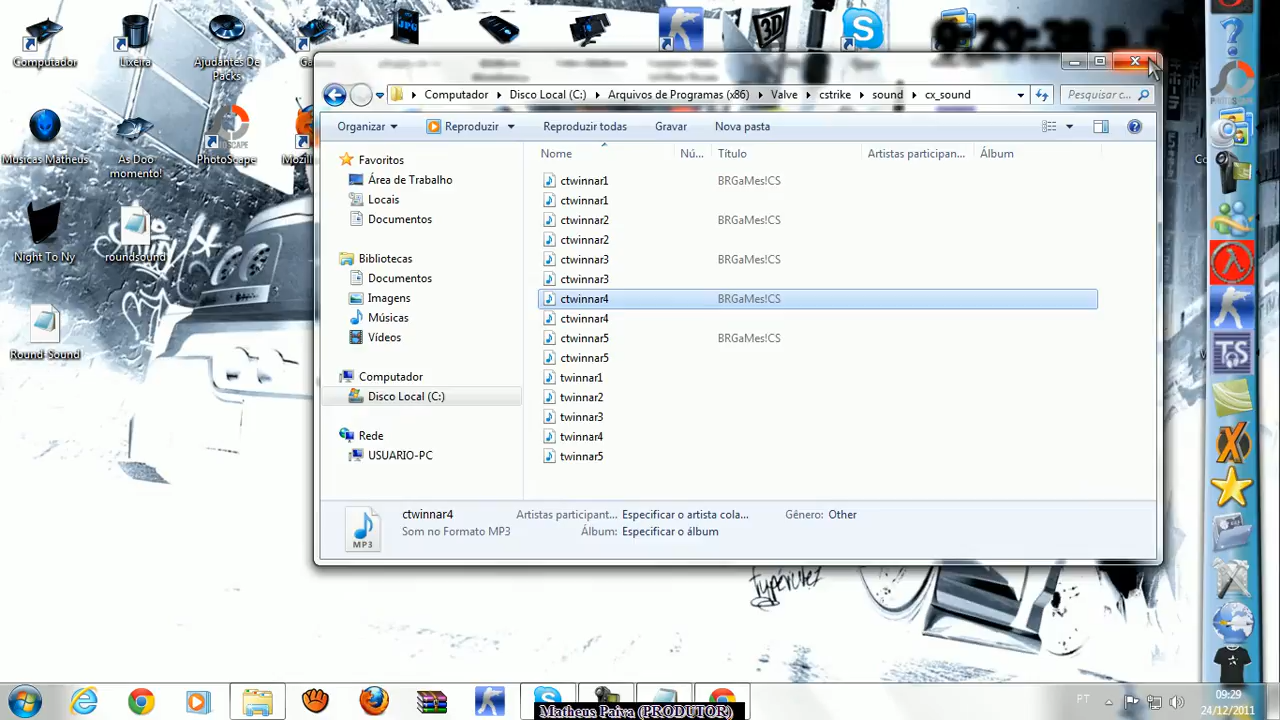 Computador
Lixeira
Ajudantes De
Packs
JPG
3D
Computador ▸ Disco Local (C:) ▸ Arquivos de Programas (x86) ▸ Valve ▸ cstrike ▸ sound ▸ cx_sound
Pesquisar c...
Organizar
Reproduzir
Reproduzir todas
Gravar
Nova pasta
Nome
Nú...
Título
Artistas participan...
Álbum
Musicas Matheus
As Doo
momento!
PhotoScape
Night To Ny
roundsound
Round-Sound
Favoritos
Área de Trabalho
Locais
Documentos
Bibliotecas
Documentos
Imagens
Músicas
Vídeos
Computador
Disco Local (C:)
Rede
USUARIO-PC
ctwinnar1 BRGaMes!CS
ctwinnar1
ctwinnar2 BRGaMes!CS
ctwinnar2
ctwinnar3 BRGaMes!CS
ctwinnar3
ctwinnar4 BRGaMes!CS
ctwinnar4
ctwinnar5 BRGaMes!CS
ctwinnar5
twinnar1
twinnar2
twinnar3
twinnar4
twinnar5
ctwinnar4
Som no Formato MP3
MP3
Artistas participant... Especificar o artista cola...
Álbum: Especificar o álbum
Gênero: Other
TS
PT
09:29
24/12/2011
Matheus Paiva (PRODUTOR)